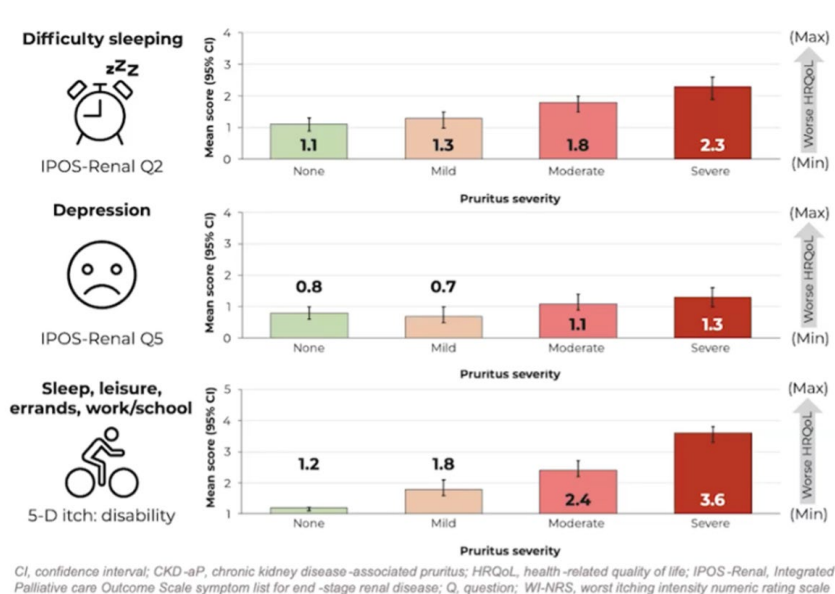 Difficulty sleeping
zZZ
IPOS-Renal Q2
Mean score (95% CI)
4
3
2
1
0
1.1
1.3
1.8
2.3
None
Mild
Moderate
Severe
Pruritus severity
(Max)
Worse HRQoL
(Min)
Depression
IPOS-Renal Q5
Mean score (95% CI)
4
3
2
1
0
0.8
0.7
1.1
1.3
None
Mild
Moderate
Severe
Pruritus severity
(Max)
Worse HRQoL
(Min)
Sleep, leisure,
errands, work/school
5-D itch: disability
Mean score (95% CI)
5
4
3
2
1
1.2
1.8
2.4
3.6
None
Mild
Moderate
Severe
Pruritus severity
(Max)
Worse HRQoL
(Min)
CI, confidence interval; CKD-aP, chronic kidney disease-associated pruritus; HRQoL, health-related quality of life; IPOS-Renal, Integrated
Palliative care Outcome Scale symptom list for end-stage renal disease; Q, question; WI-NRS, worst itching intensity numeric rating scale